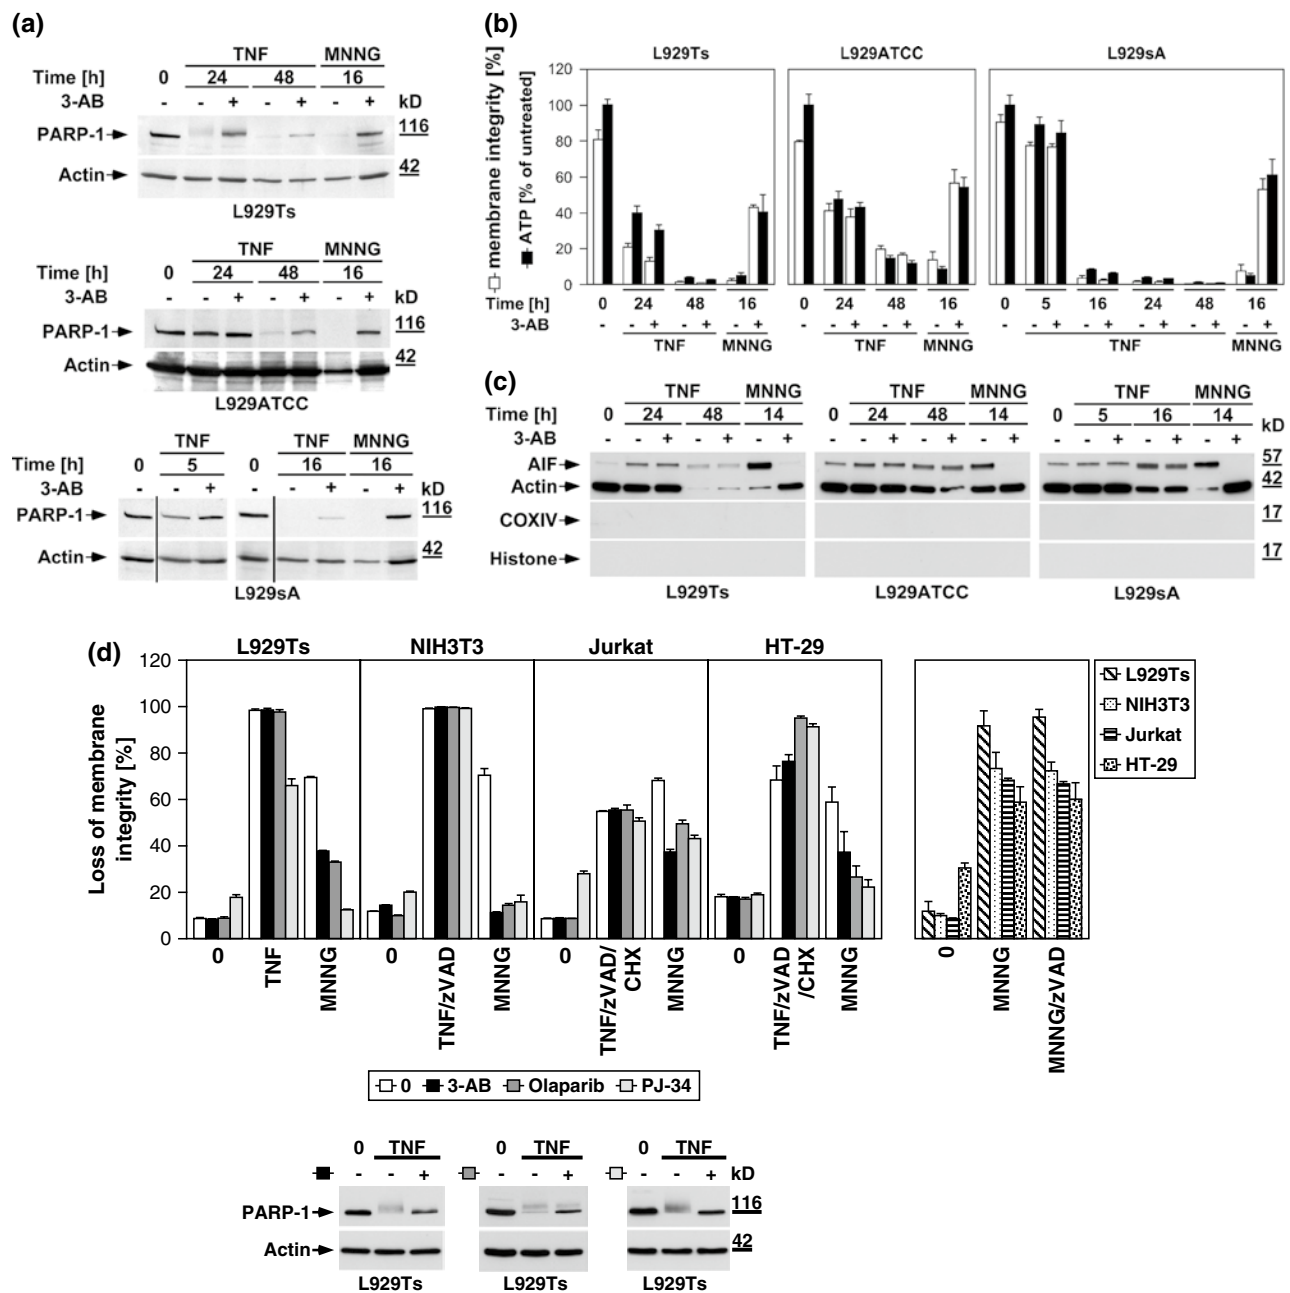 (a)
TNF MNNG
Time [h] 0 24 48 16
3-AB - - + - + - + kD
PARP-1 116
Actin 42
L929Ts
TNF MNNG
Time [h] 0 24 48 16
3-AB - - + - + - + kD
PARP-1 116
Actin 42
L929ATCC
TNF TNF MNNG
Time [h] 0 5 0 16 16
3-AB - - + - - + - + kD
PARP-1 116
Actin 42
L929sA
(b)
L929Ts L929ATCC L929sA
membrane integrity [%]
ATP [% of untreated]
120
100
80
60
40
20
0
Time [h] 0 24 48 16 0 24 48 16 0 5 16 24 48 16
3-AB - - + - + - + - - + - + - + - - + - + - + - + - +
TNF MNNG TNF MNNG TNF MNNG
(c)
TNF MNNG TNF MNNG TNF MNNG
Time [h] 0 24 48 14 0 24 48 14 0 5 16 14
3-AB - - + - + - + - - + - + - + - - + - + - + kD
AIF 57
Actin 42
COXIV 17
Histone 17
L929Ts L929ATCC L929sA
(d)
L929Ts NIH3T3 Jurkat HT-29
Loss of membrane
integrity [%]
120
100
80
60
40
20
0
0 TNF MNNG 0 TNF/zVAD MNNG 0 TNF/zVAD/
CHX MNNG 0 TNF/zVAD
/CHX MNNG
0 MNNG MNNG/zVAD
L929Ts
NIH3T3
Jurkat
HT-29
0 3-AB Olaparib PJ-34
0 TNF 0 TNF 0 TNF
- - + - - + - - + kD
PARP-1 116
Actin 42
L929Ts L929Ts L929Ts